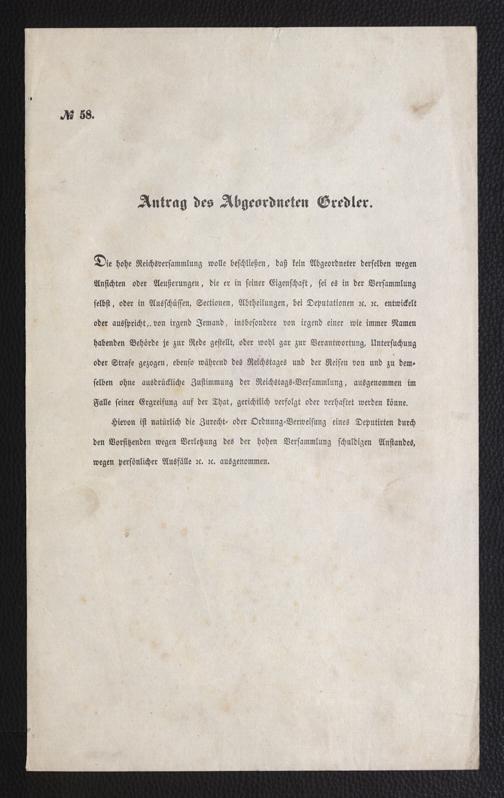 № 58.
Antrag des Abgeordneten Gredler.
Die hohe Reichsversammlung wolle beschließen, daß kein Abgeordneter derselben wegen
Ansichten oder Aeußerungen, die er in seiner Eigenschaft, sei es in der Versammlung
selbst, oder in Ausschüssen, Sectionen, Abtheilungen, bei Deputationen ꝛc. ꝛc. entwickelt
oder ausspricht,. von irgend Jemand, insbesondere von irgend einer wie immer Namen
habenden Behörde je zur Rede gestellt, oder wohl gar zur Verantwortung, Untersuchung
oder Strafe gezogen, ebenso während des Reichstages und der Reisen von und zu dem-
selben ohne ausdrückliche Zustimmung der Reichstags-Versammlung, ausgenommen im
Falle seiner Ergreifung auf der That, gerichtlich verfolgt oder verhaftet werden könne.
Hievon ist natürlich die Zurecht- oder Ordnung-Verweisung eines Deputirten durch
den Vorsitzenden wegen Verletzung des der hohen Versammlung schuldigen Anstandes,
wegen persönlicher Ausfälle ꝛc. ꝛc. ausgenommen.